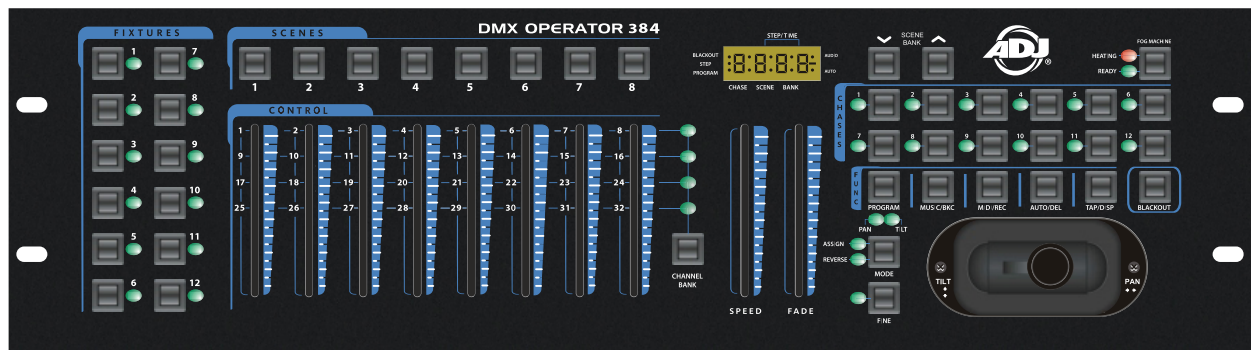 FIXTURES
1 7
2 8
3 9
4 10
5 11
6 12
SCENES
DMX OPERATOR 384
1 2 3 4 5 6 7 8
CONTROL
1 2 3 4 5 6 7 8
9 10 11 12 13 14 15 16
17 18 19 20 21 22 23 24
25 26 27 28 29 30 31 32
CHANNEL
BANK
STEP/TIME
BLACKOUT
STEP
PROGRAM
8:8:8:8
AUDIO
AUTO
CHASE SCENE BANK
SPEED FADE
SCENE
BANK
ADJ®
FOG MACHINE
HEATING
READY
CHASES
1 2 3 4 5 6
7 8 9 10 11 12
FUNC
PROGRAM MUSIC/BKC MIDI/REC AUTO/DEL TAP/DISP BLACKOUT
PAN TILT
ASSIGN
REVERSE
MODE
FINE
TILT
PAN